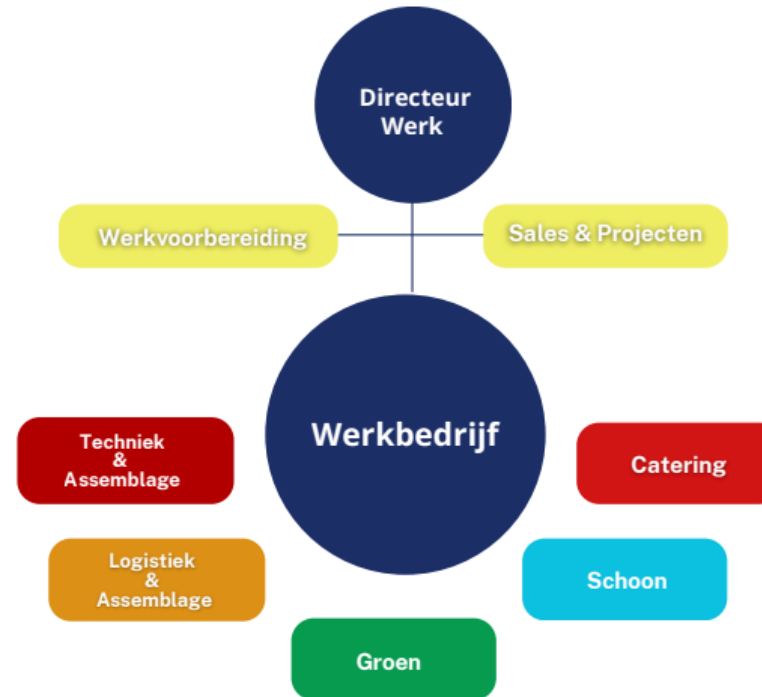 Directeur
Werk
Werkvoorbereiding
Sales & Projecten
Werkbedrijf
Techniek
&
Assemblage
Catering
Logistiek
&
Assemblage
Schoon
Groen